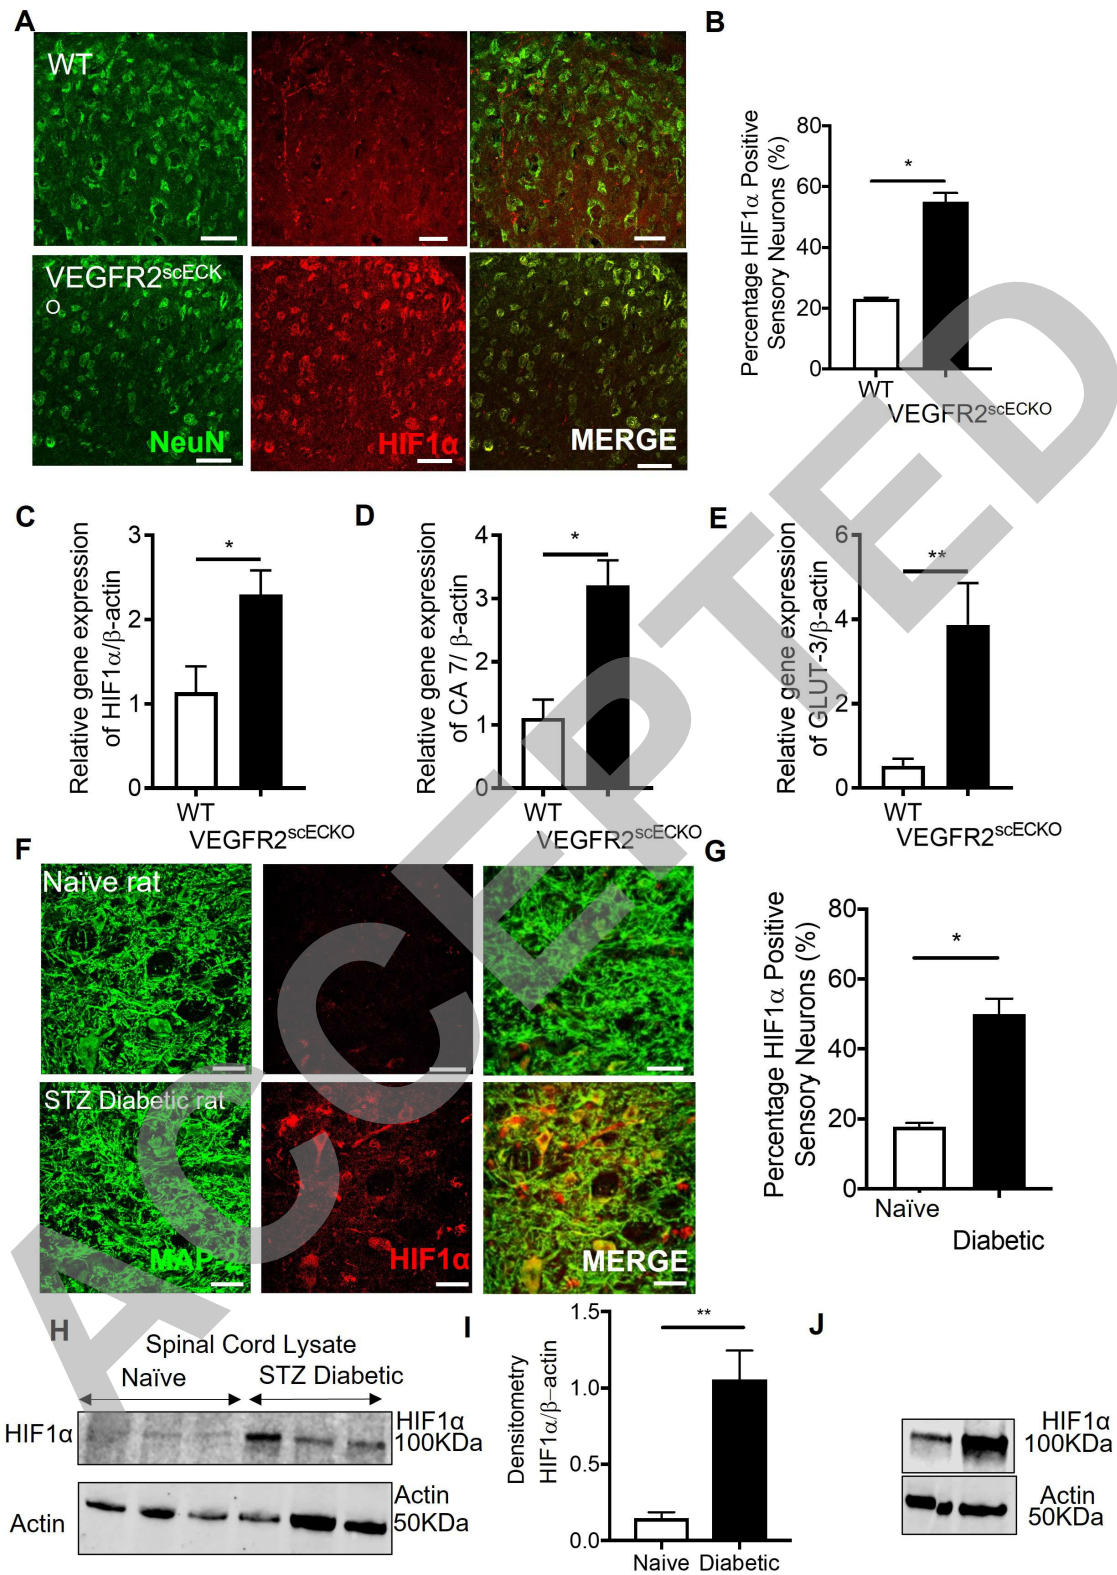 A
WT
VEGFR2scECK
O
NeuN
HIF1α
MERGE
B
Percentage HIF1α Positive
Sensory Neurons (%)
80
60
40
20
0
*
WT
VEGFR2scECKO
C
Relative gene expression
of HIF1α/β-actin
3
2
1
0
*
WT
VEGFR2scECKO
D
Relative gene expression
of CA 7/ β-actin
4
3
2
1
0
*
WT
VEGFR2scECKO
E
Relative gene expression
of GLUT-3/β-actin
6
4
2
0
**
WT
VEGFR2scECKO
F
Naïve rat
STZ Diabetic rat
MAP-2
HIF1α
MERGE
G
Percentage HIF1α Positive
Sensory Neurons (%)
80
60
40
20
0
*
Naïve
Diabetic
H
Spinal Cord Lysate
Naïve
STZ Diabetic
HIF1α
HIF1α
100KDa
Actin
Actin
50KDa
I
Densitometry
HIF1α/β–actin
1.5
1.0
0.5
0.0
**
Naive
Diabetic
J
HIF1α
100KDa
Actin
50KDa
ACCEPTED